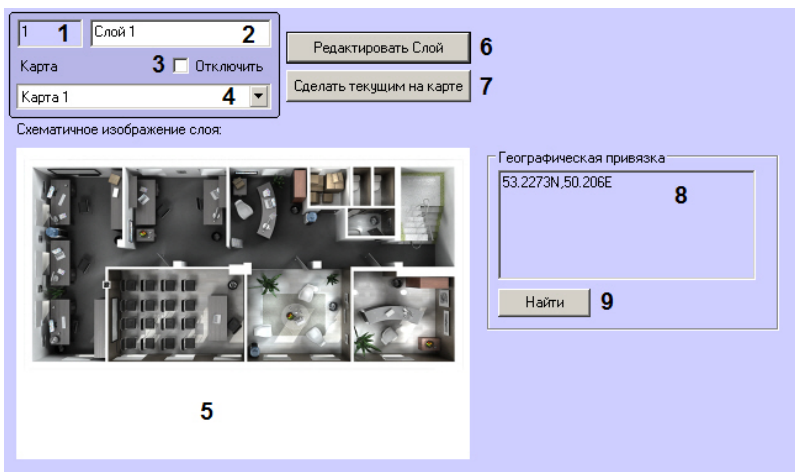 1 1 Слой 1 2
Редактировать Слой 6
Карта 3 Отключить
Сделать текущим на карте 7
Карта 1 4
Схематичное изображение слоя:
Географическая привязка
53.2273N,50.206E 8
Найти 9
5